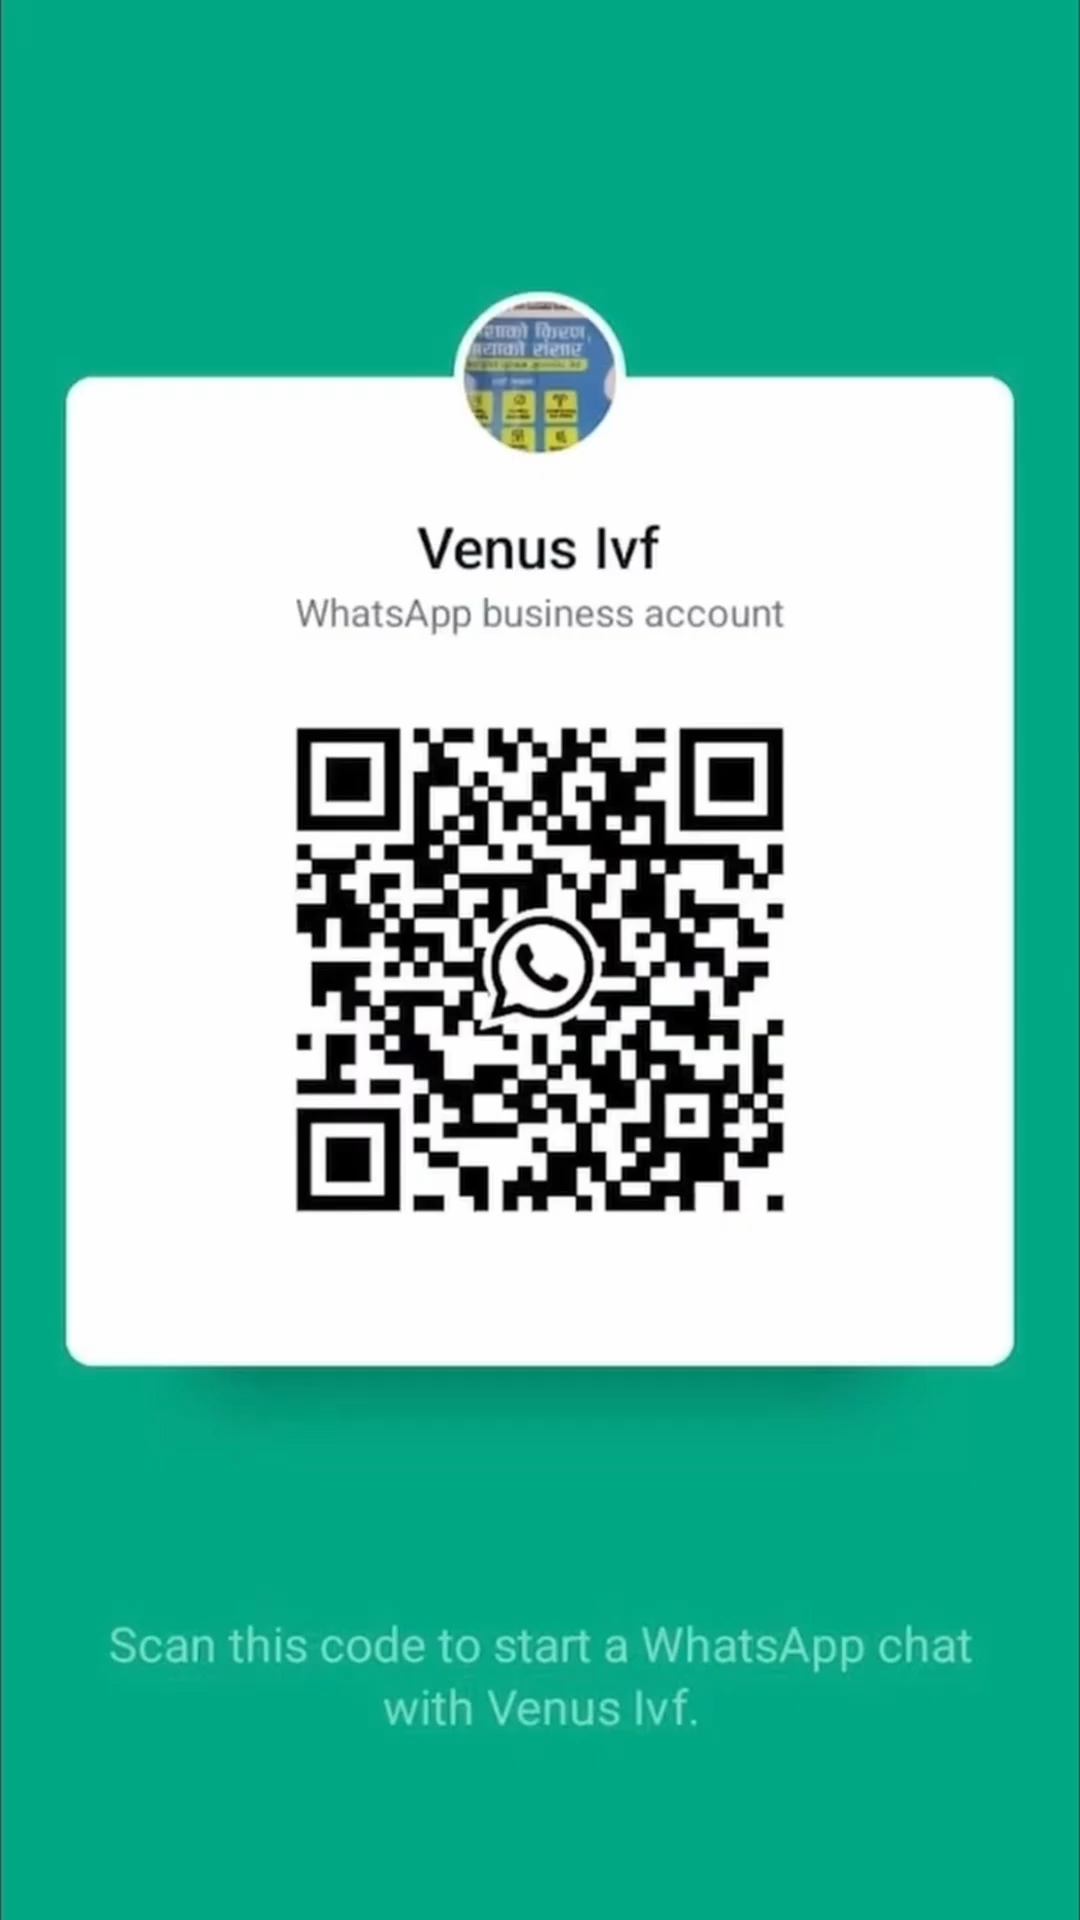 Venus Ivf
WhatsApp business account
Scan this code to start a WhatsApp chat
with Venus Ivf.